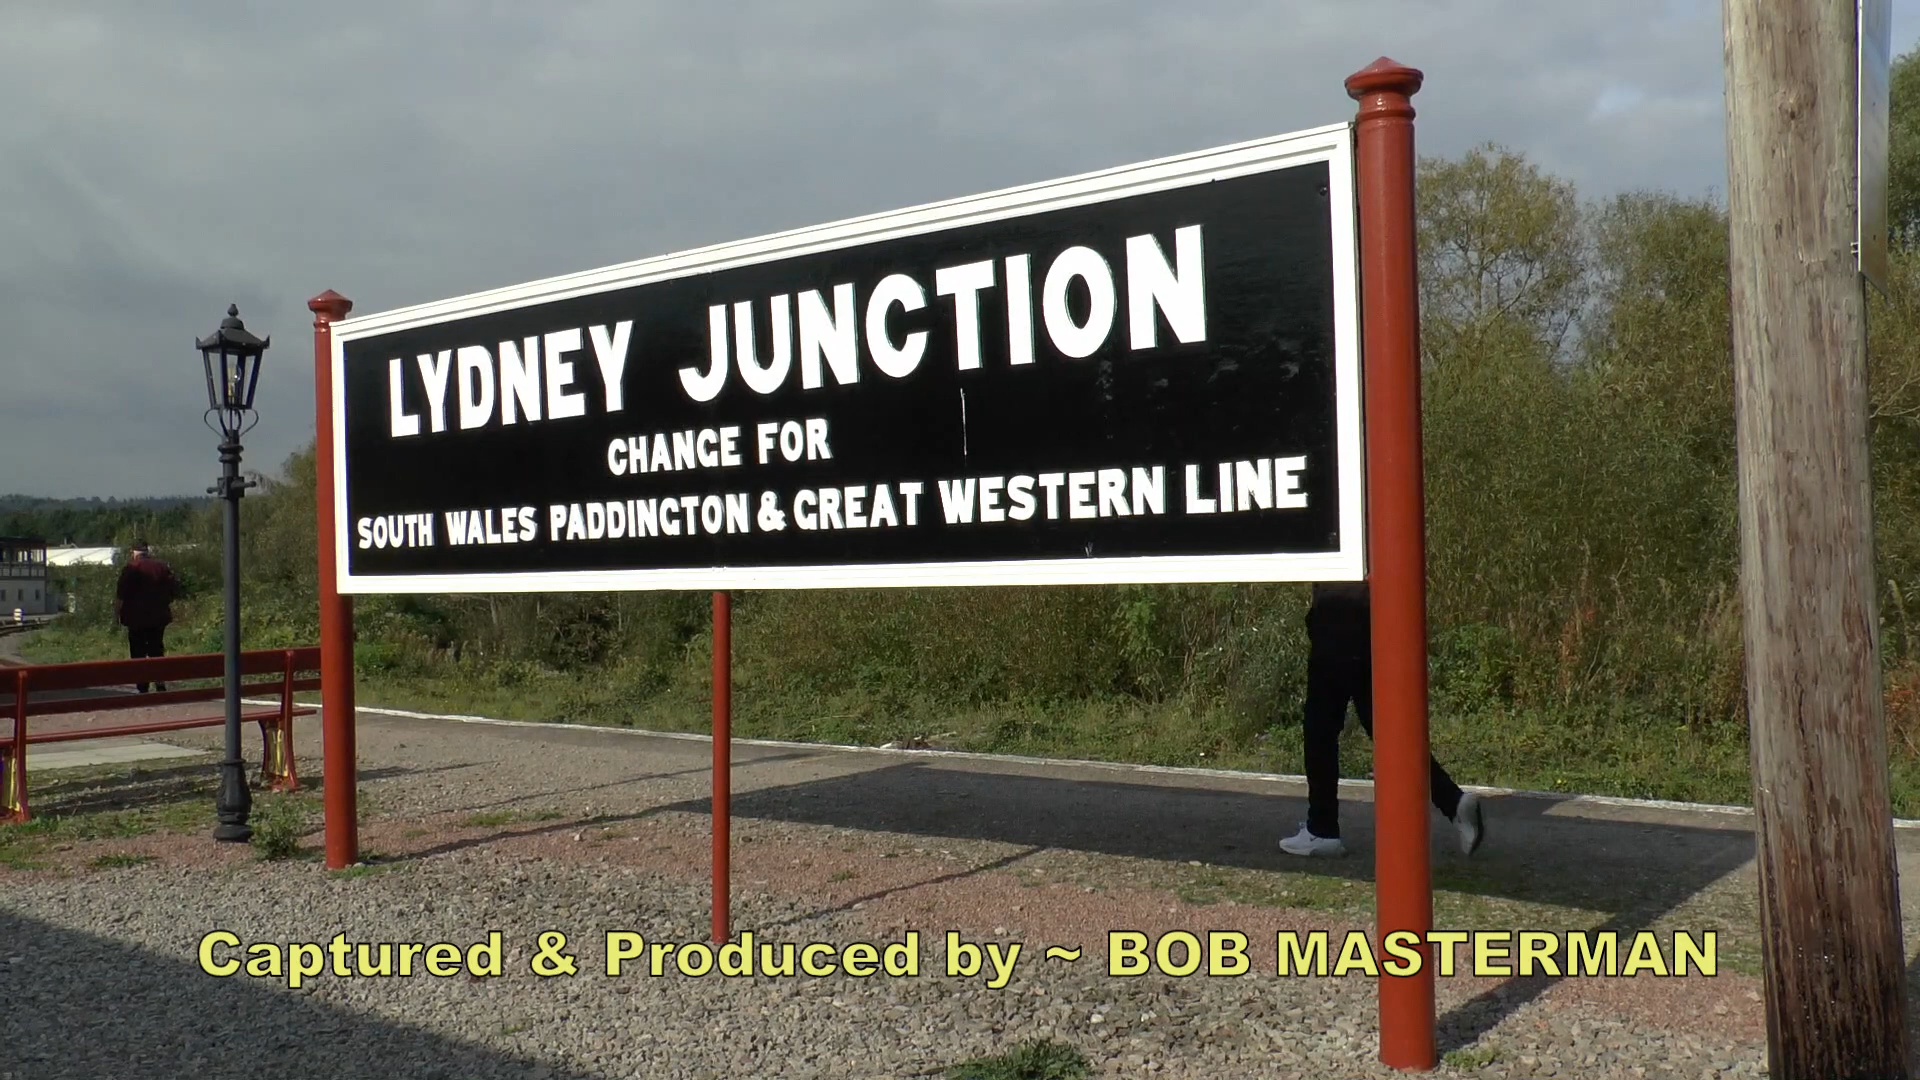 LYDNEY JUNCTION
CHANGE FOR
SOUTH WALES PADDINGTON & GREAT WESTERN LINE
Captured & Produced by ~ BOB MASTERMAN